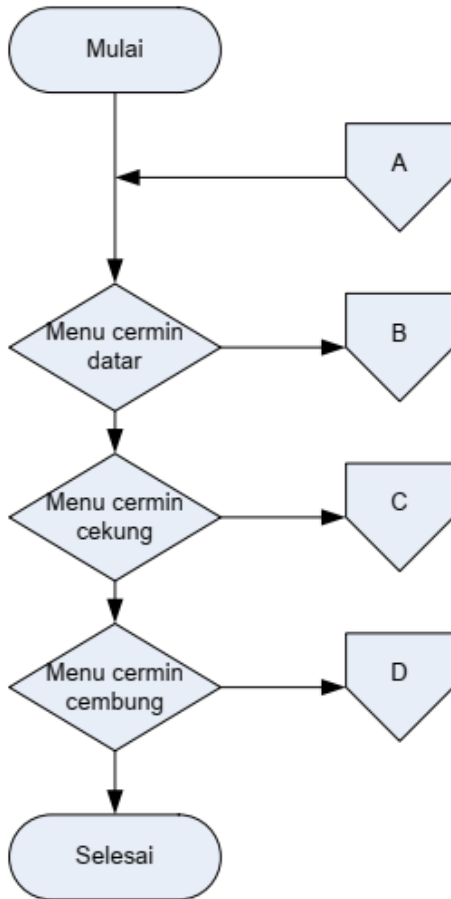 Mulai
A
Menu cermin
datar
B
Menu cermin
cekung
C
Menu cermin
cembung
D
Selesai